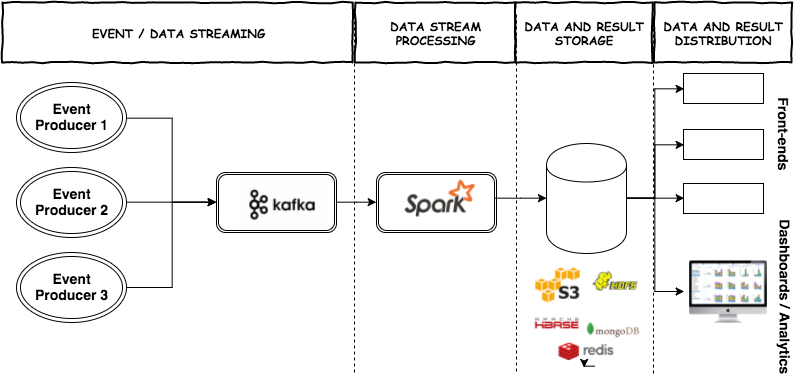 EVENT / DATA STREAMING
DATA STREAM
PROCESSING
DATA AND RESULT
STORAGE
DATA AND RESULT
DISTRIBUTION
Event
Producer 1
Event
Producer 2
Event
Producer 3
kafka
Spark
S3
HDFS
APACHE
HBASE
mongoDB
redis
Front-ends
Dashboards / Analytics